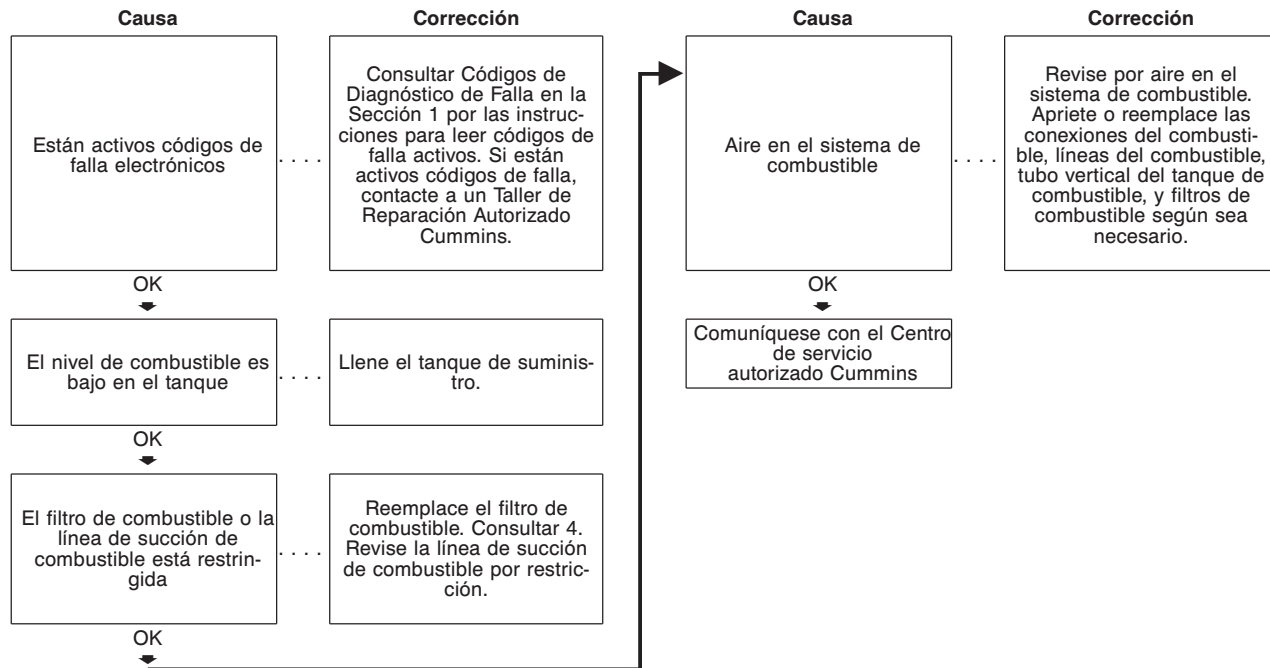 Causa
Corrección
Están activos códigos de
falla electrónicos
. . . .
Consultar Códigos de
Diagnóstico de Falla en la
Sección 1 por las instruc-
ciones para leer códigos de
falla activos. Si están
activos códigos de falla,
contacte a un Taller de
Reparación Autorizado
Cummins.
OK
El nivel de combustible es
bajo en el tanque
. . . .
Llene el tanque de suminis-
tro.
OK
El filtro de combustible o la
línea de succión de
combustible está restrin-
gida
. . . .
Reemplace el filtro de
combustible. Consultar 4.
Revise la línea de succión
de combustible por restric-
ción.
OK
Causa
Corrección
Aire en el sistema de
combustible
. . . .
Revise por aire en el
sistema de combustible.
Apriete o reemplace las
conexiones del combusti-
ble, líneas del combustible,
tubo vertical del tanque de
combustible, y filtros de
combustible según sea
necesario.
OK
Comuníquese con el Centro
de servicio
autorizado Cummins